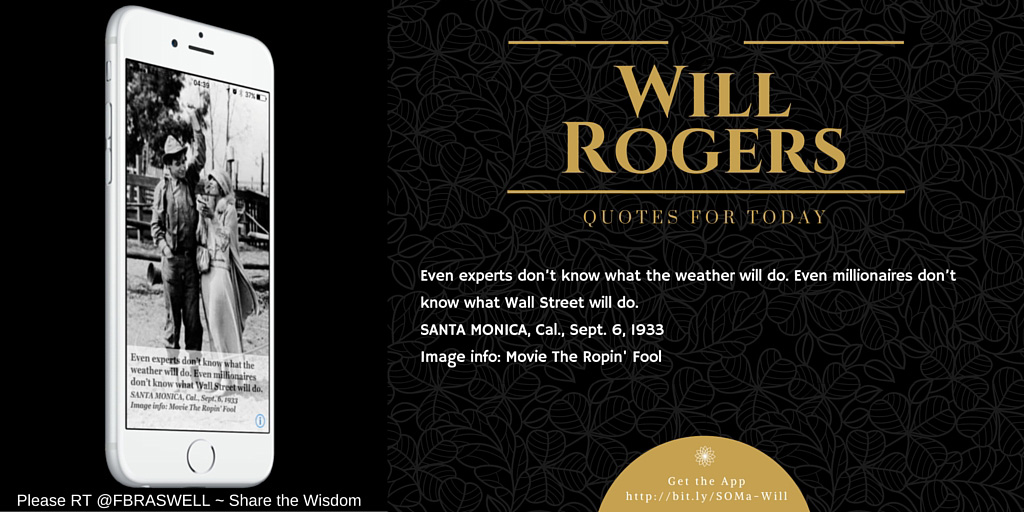 04:39 37%
Even experts don't know what the
weather will do. Even millionaires
don't know what Wall Street will do.
SANTA MONICA, Cal., Sept. 6, 1933
Image info: Movie The Ropin' Fool
Please RT @FBRASWELL ~ Share the Wisdom
WILL
ROGERS
QUOTES FOR TODAY
Even experts don't know what the weather will do. Even millionaires don't
know what Wall Street will do.
SANTA MONICA, Cal., Sept. 6, 1933
Image info: Movie The Ropin' Fool
Get the App
http://bit.ly/SOMa-Will